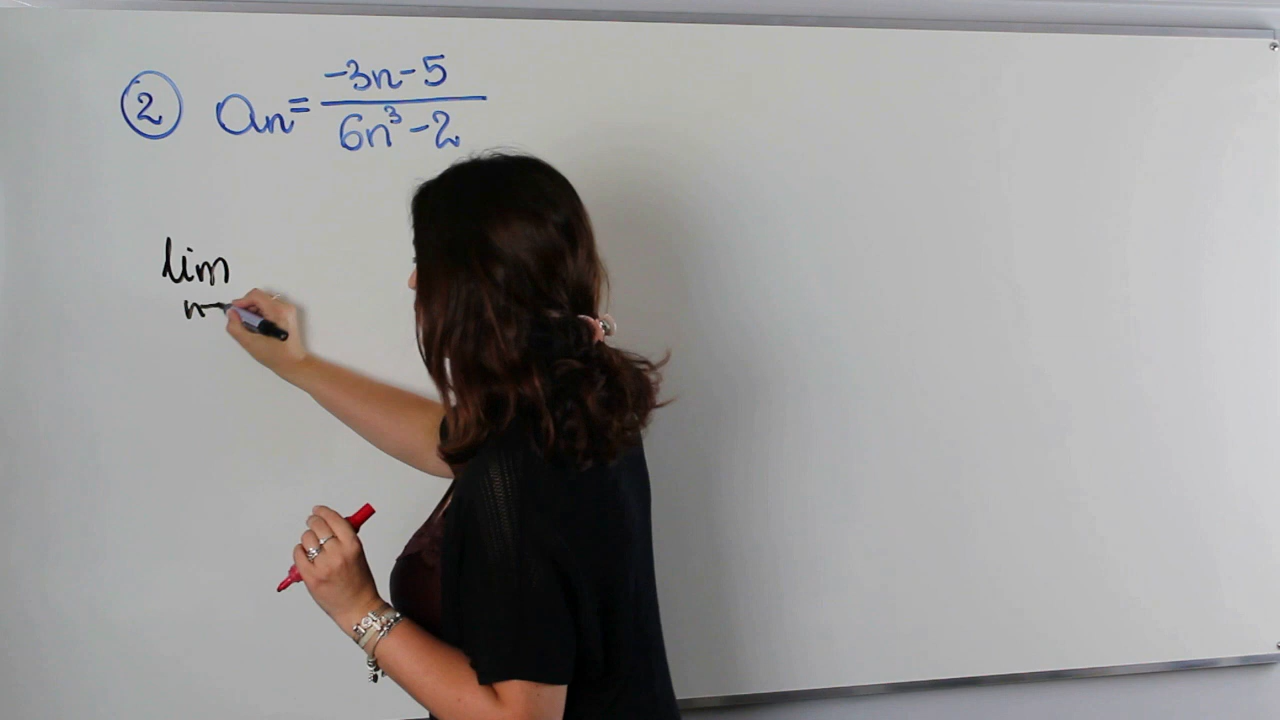 ② an = -3n-5 / 6n³-2
lim
n